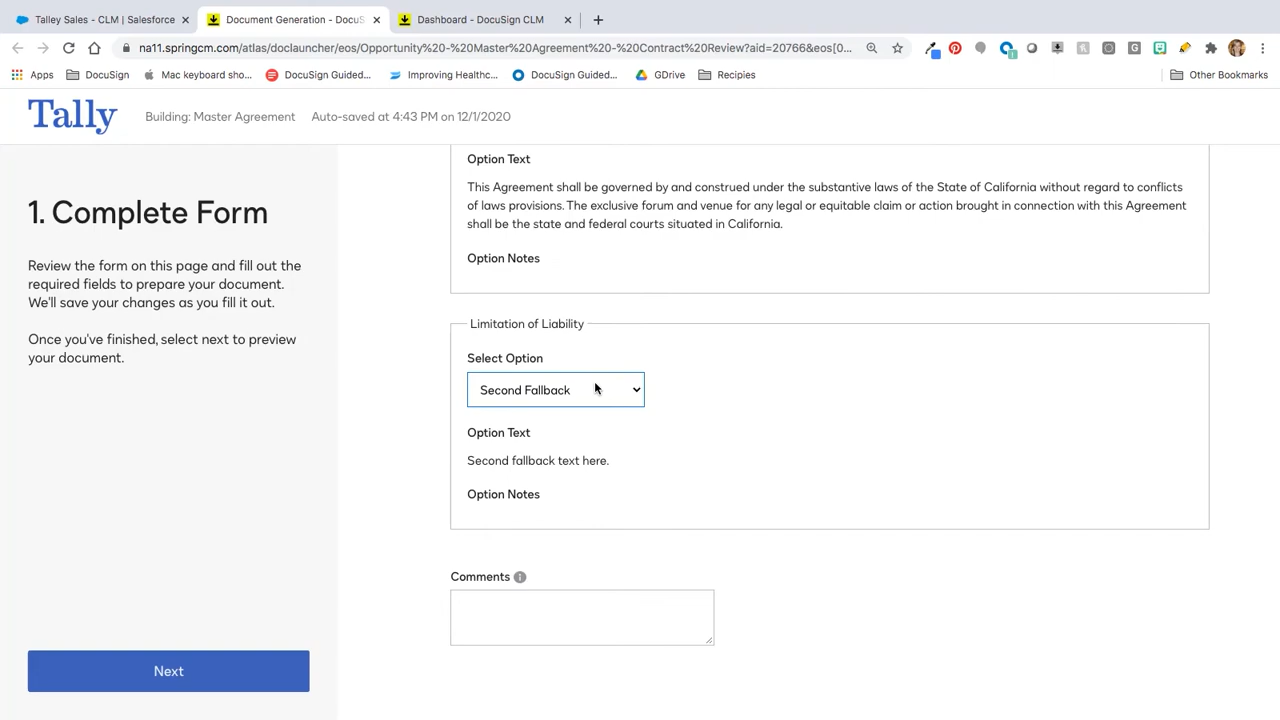 Talley Sales - CLM | Salesforce
Document Generation - DocuS
Dashboard - DocuSign CLM
na11.springcm.com/atlas/doclauncher/eos/Opportunity%20-%20Master%20Agreement%20-%20Contract%20Review?aid=20766&eos[0...
Apps
DocuSign
Mac keyboard sho...
DocuSign Guided...
Improving Healthc...
DocuSign Guided...
GDrive
Recipies
Other Bookmarks
Tally
Building: Master Agreement
Auto-saved at 4:43 PM on 12/1/2020
1. Complete Form
Review the form on this page and fill out the
required fields to prepare your document.
We'll save your changes as you fill it out.
Once you've finished, select next to preview
your document.
Next
Option Text
This Agreement shall be governed by and construed under the substantive laws of the State of California without regard to conflicts
of laws provisions. The exclusive forum and venue for any legal or equitable claim or action brought in connection with this Agreement
shall be the state and federal courts situated in California.
Option Notes
Limitation of Liability
Select Option
Second Fallback
Option Text
Second fallback text here.
Option Notes
Comments